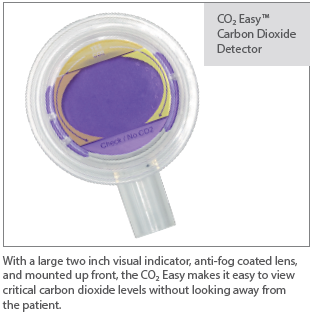 CO₂ Easy™
Carbon Dioxide
Detector
Check / No CO2
With a large two inch visual indicator, anti-fog coated lens,
and mounted up front, the CO₂ Easy makes it easy to view
critical carbon dioxide levels without looking away from
the patient.